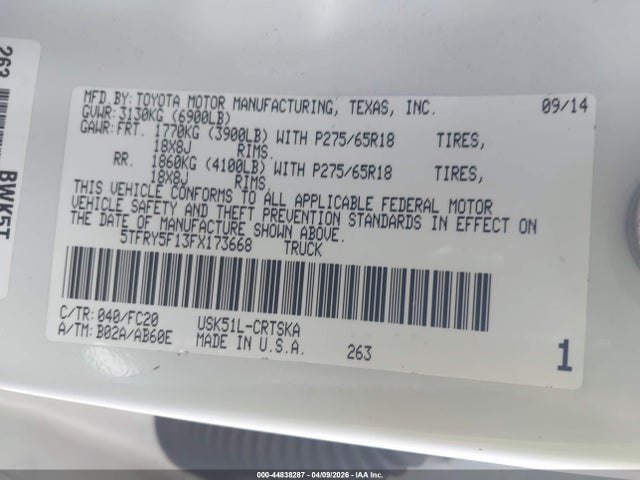 263
BWK5T
MFD. BY: TOYOTA MOTOR MANUFACTURING, TEXAS, INC. 09/14
GVWR: 3130KG (6900LB)
GAWR: FRT. 1770KG (3900LB) WITH P275/65R18 TIRES,
18X8J RIMS.
RR. 1860KG (4100LB) WITH P275/65R18 TIRES,
18X8J RIMS
THIS VEHICLE CONFORMS TO ALL APPLICABLE FEDERAL MOTOR
VEHICLE SAFETY AND THEFT PREVENTION STANDARDS IN EFFECT ON
THE DATE OF MANUFACTURE SHOWN ABOVE.
5TFRY5F13FX173668 TRUCK
C/TR: 040/FC20 USK51L-CRTSKA
A/TM: B02A/AB60E MADE IN U.S.A. 263 1
000-44838287 | 04/09/2026 | IAA Inc.